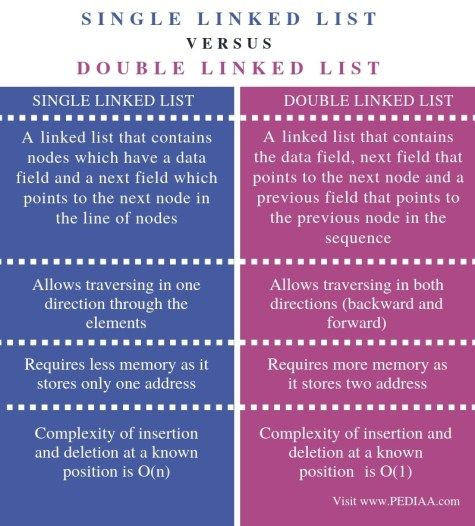 SINGLE LINKED LIST
VERSUS
DOUBLE LINKED LIST
SINGLE LINKED LIST
A linked list that contains
nodes which have a data
field and a next field which
points to the next node in
the line of nodes
Allows traversing in one
direction through the
elements
Requires less memory as it
stores only one address
Complexity of insertion
and deletion at a known
position is O(n)
DOUBLE LINKED LIST
A linked list that contains
the data field, next field that
points to the next node and a
previous field that points to
the previous node in the
sequence
Allows traversing in both
directions (backward and
forward)
Requires more memory as
it stores two address
Complexity of insertion and
deletion at a known
position is O(1)
Visit www.PEDIAA.com